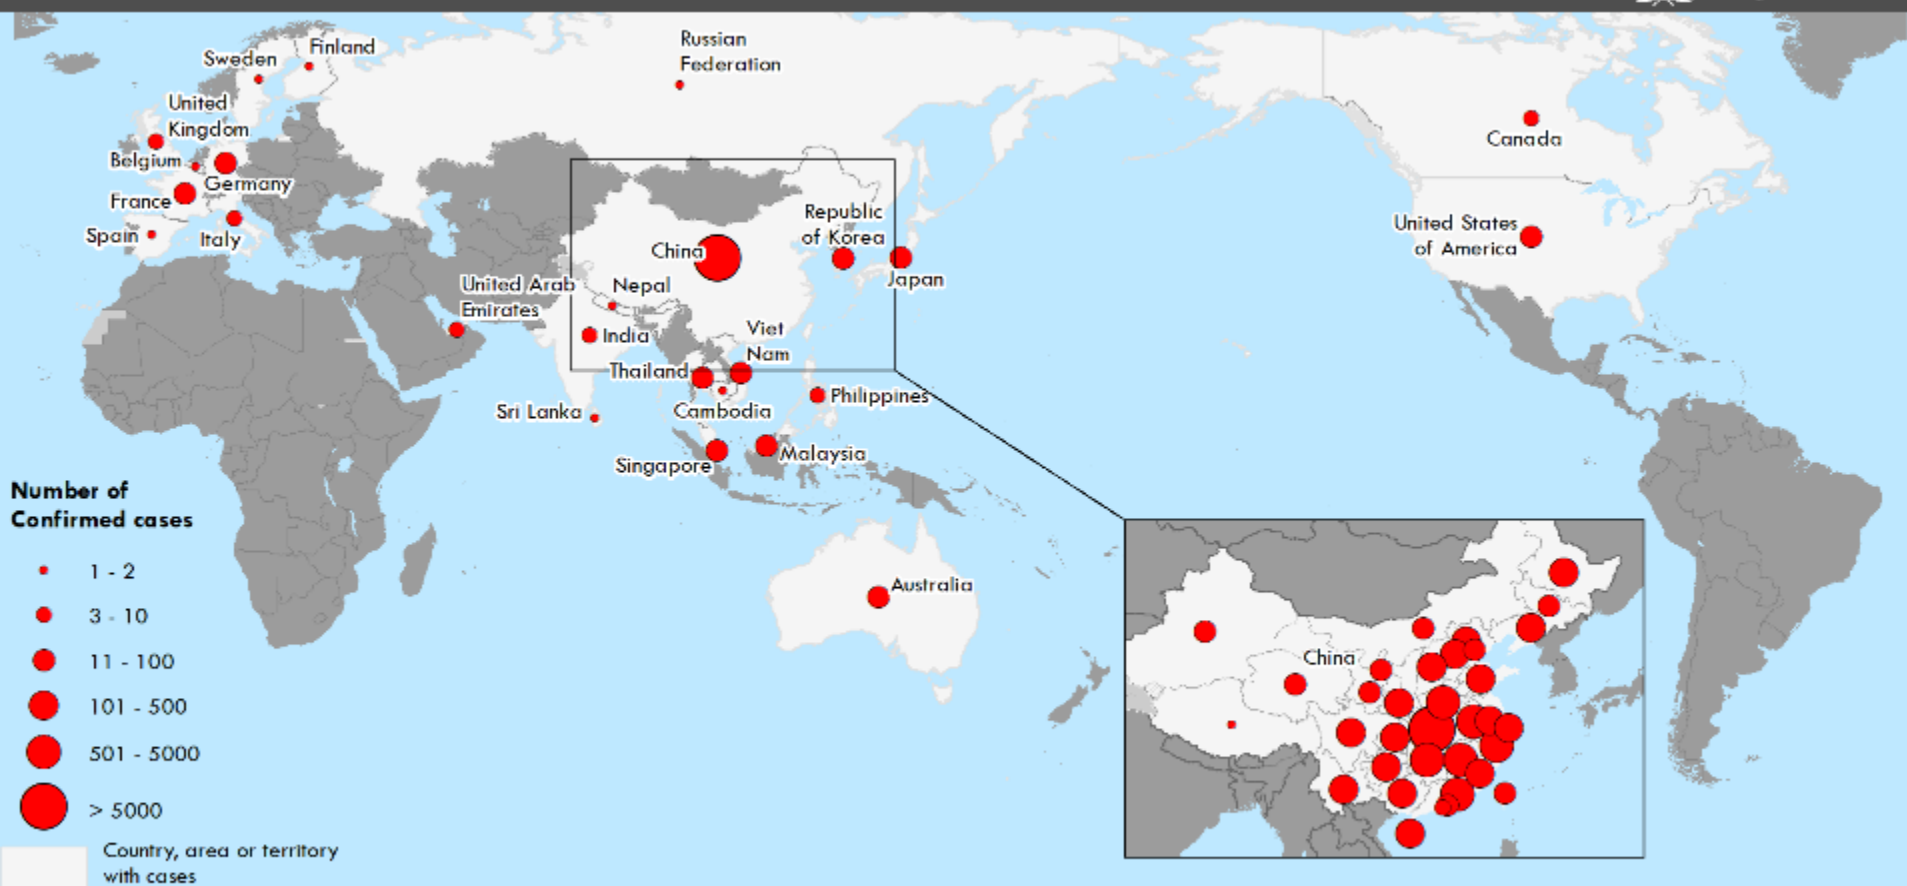 Finland
Sweden
Russian
Federation
United
Kingdom
Belgium
Germany
France
Spain
Italy
Canada
United States
of America
Republic
of Korea
China
Japan
Nepal
United Arab
Emirates
India
Viet
Nam
Thailand
Philippines
Sri Lanka
Cambodia
Malaysia
Singapore
Australia
China
Number of
Confirmed cases
1 - 2
3 - 10
11 - 100
101 - 500
501 - 5000
> 5000
Country, area or territory
with cases